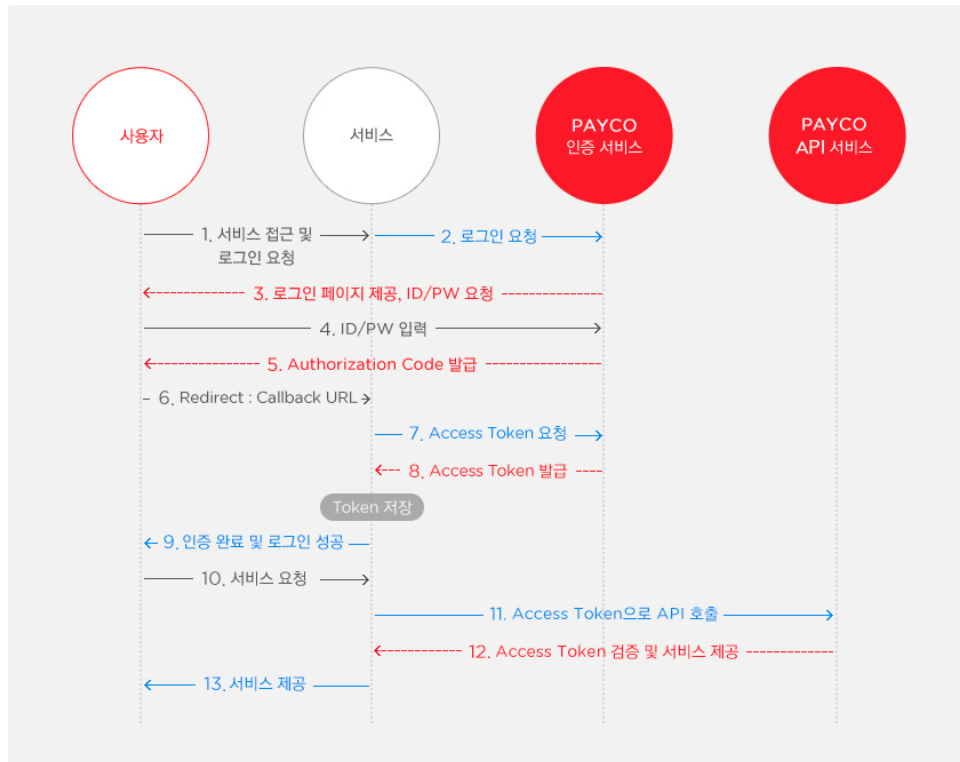 사용자
서비스
PAYCO
인증 서비스
PAYCO
API 서비스
1. 서비스 접근 및
로그인 요청
2. 로그인 요청
3. 로그인 페이지 제공, ID/PW 요청
4. ID/PW 입력
5. Authorization Code 발급
6. Redirect : Callback URL
7. Access Token 요청
8. Access Token 발급
Token 저장
9. 인증 완료 및 로그인 성공
10. 서비스 요청
11. Access Token으로 API 호출
12. Access Token 검증 및 서비스 제공
13. 서비스 제공